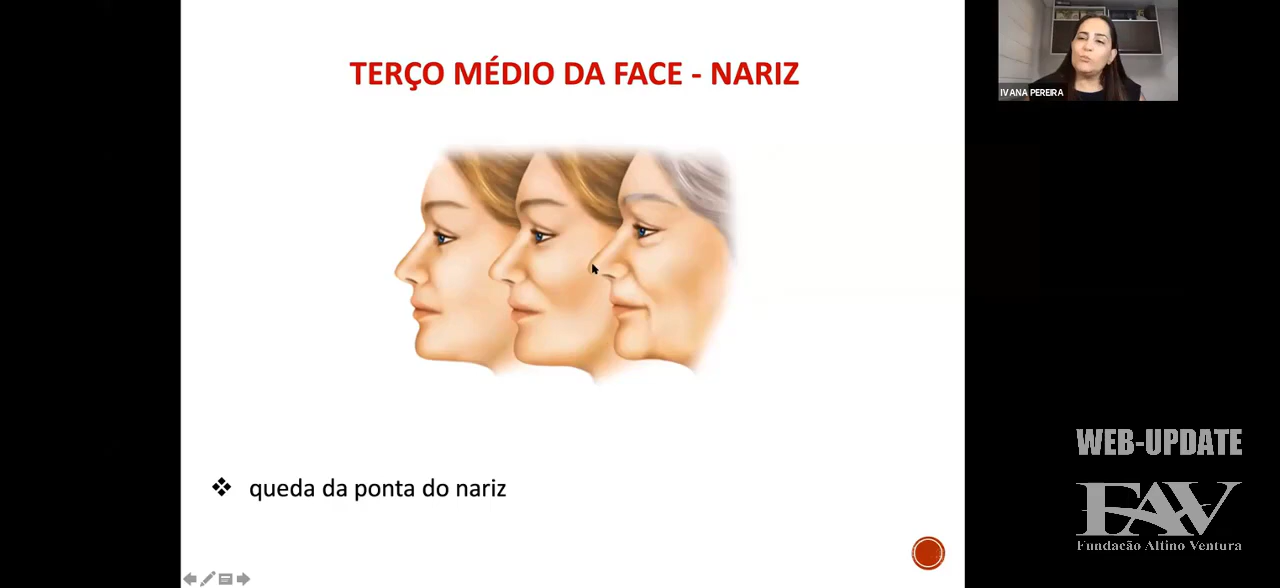 TERÇO MÉDIO DA FACE - NARIZ
IVANA PEREIRA
queda da ponta do nariz
WEB-UPDATE
FAV
Fundação Altino Ventura